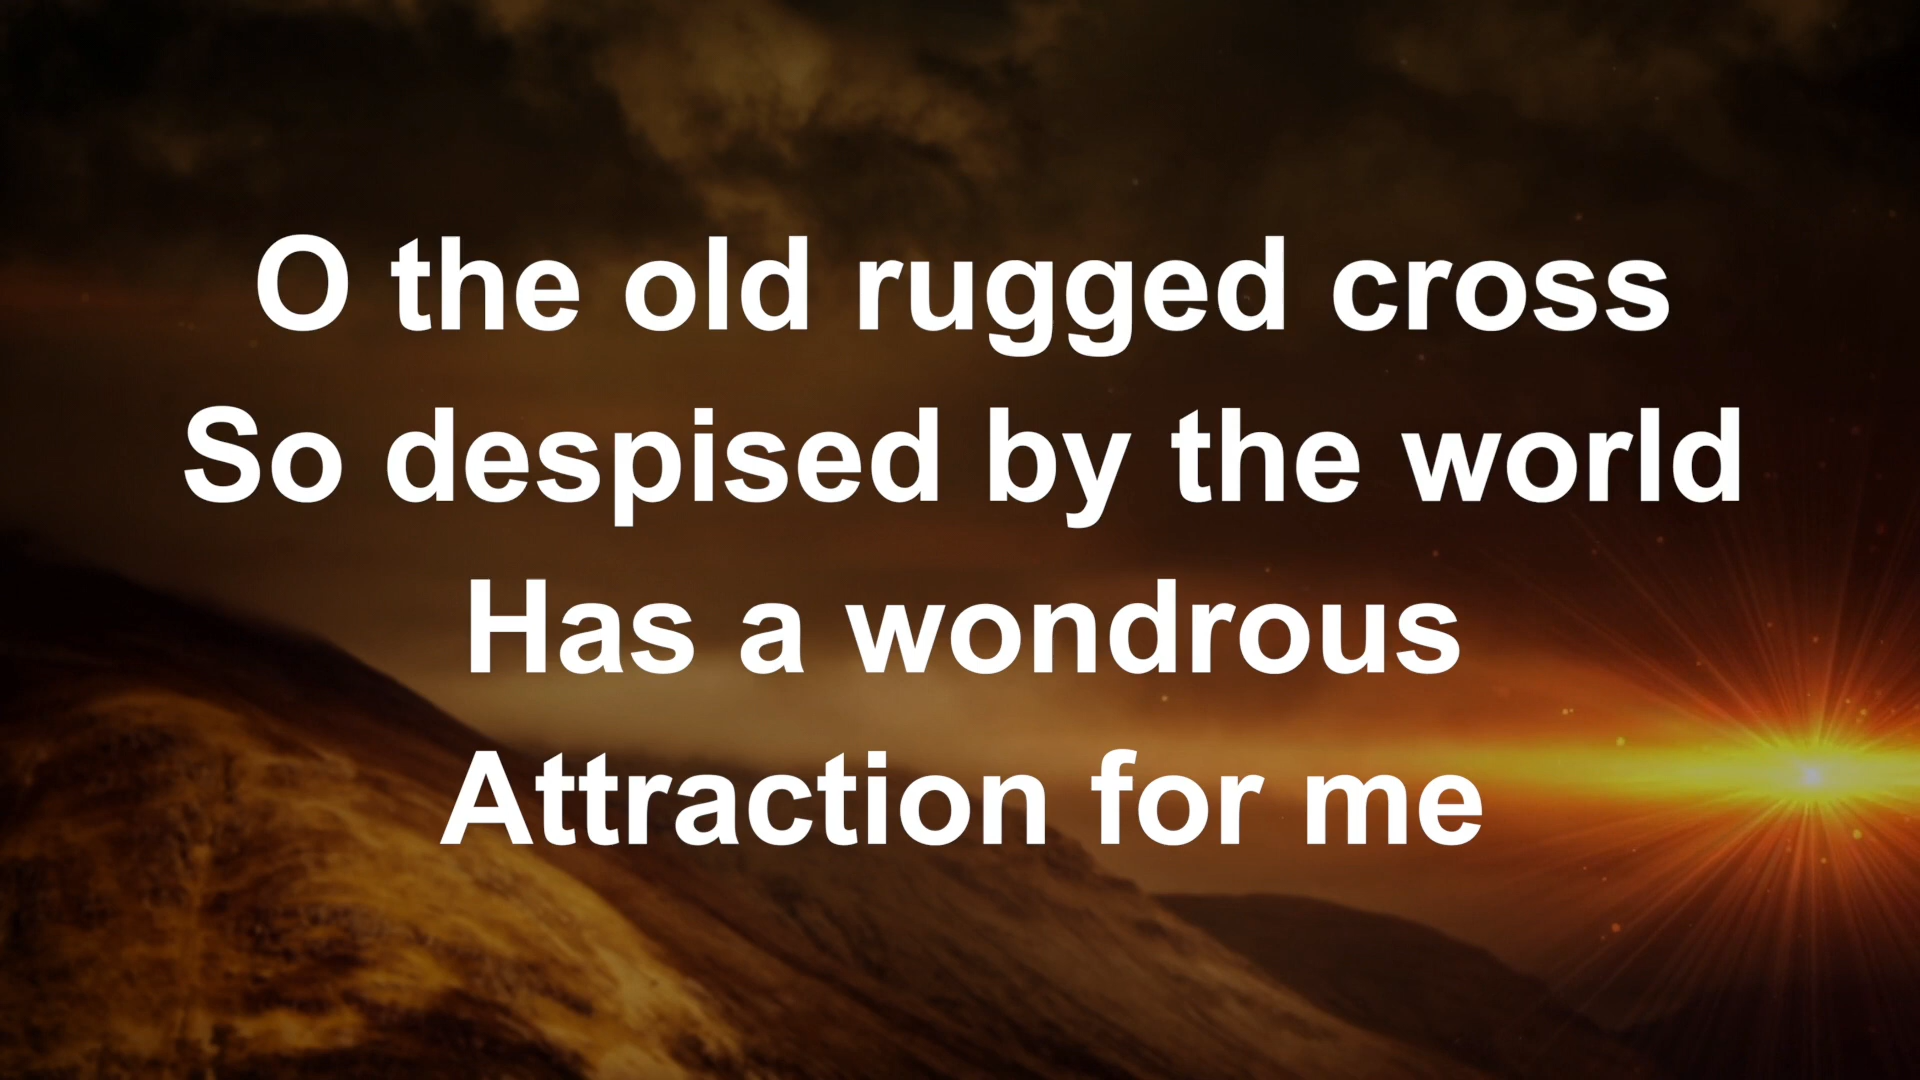 O the old rugged cross
So despised by the world
Has a wondrous
Attraction for me